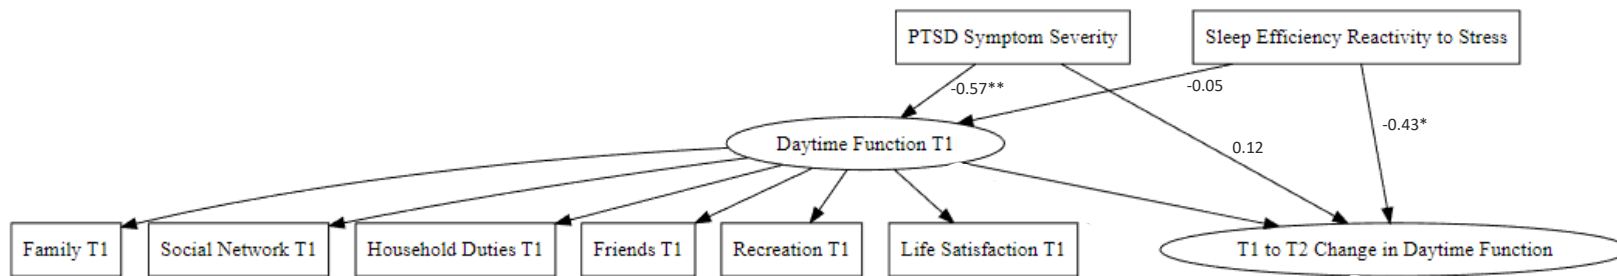 PTSD Symptom Severity
Sleep Efficiency Reactivity to Stress
-0.57**
-0.05
-0.43*
0.12
Daytime Function T1
Family T1
Social Network T1
Household Duties T1
Friends T1
Recreation T1
Life Satisfaction T1
T1 to T2 Change in Daytime Function